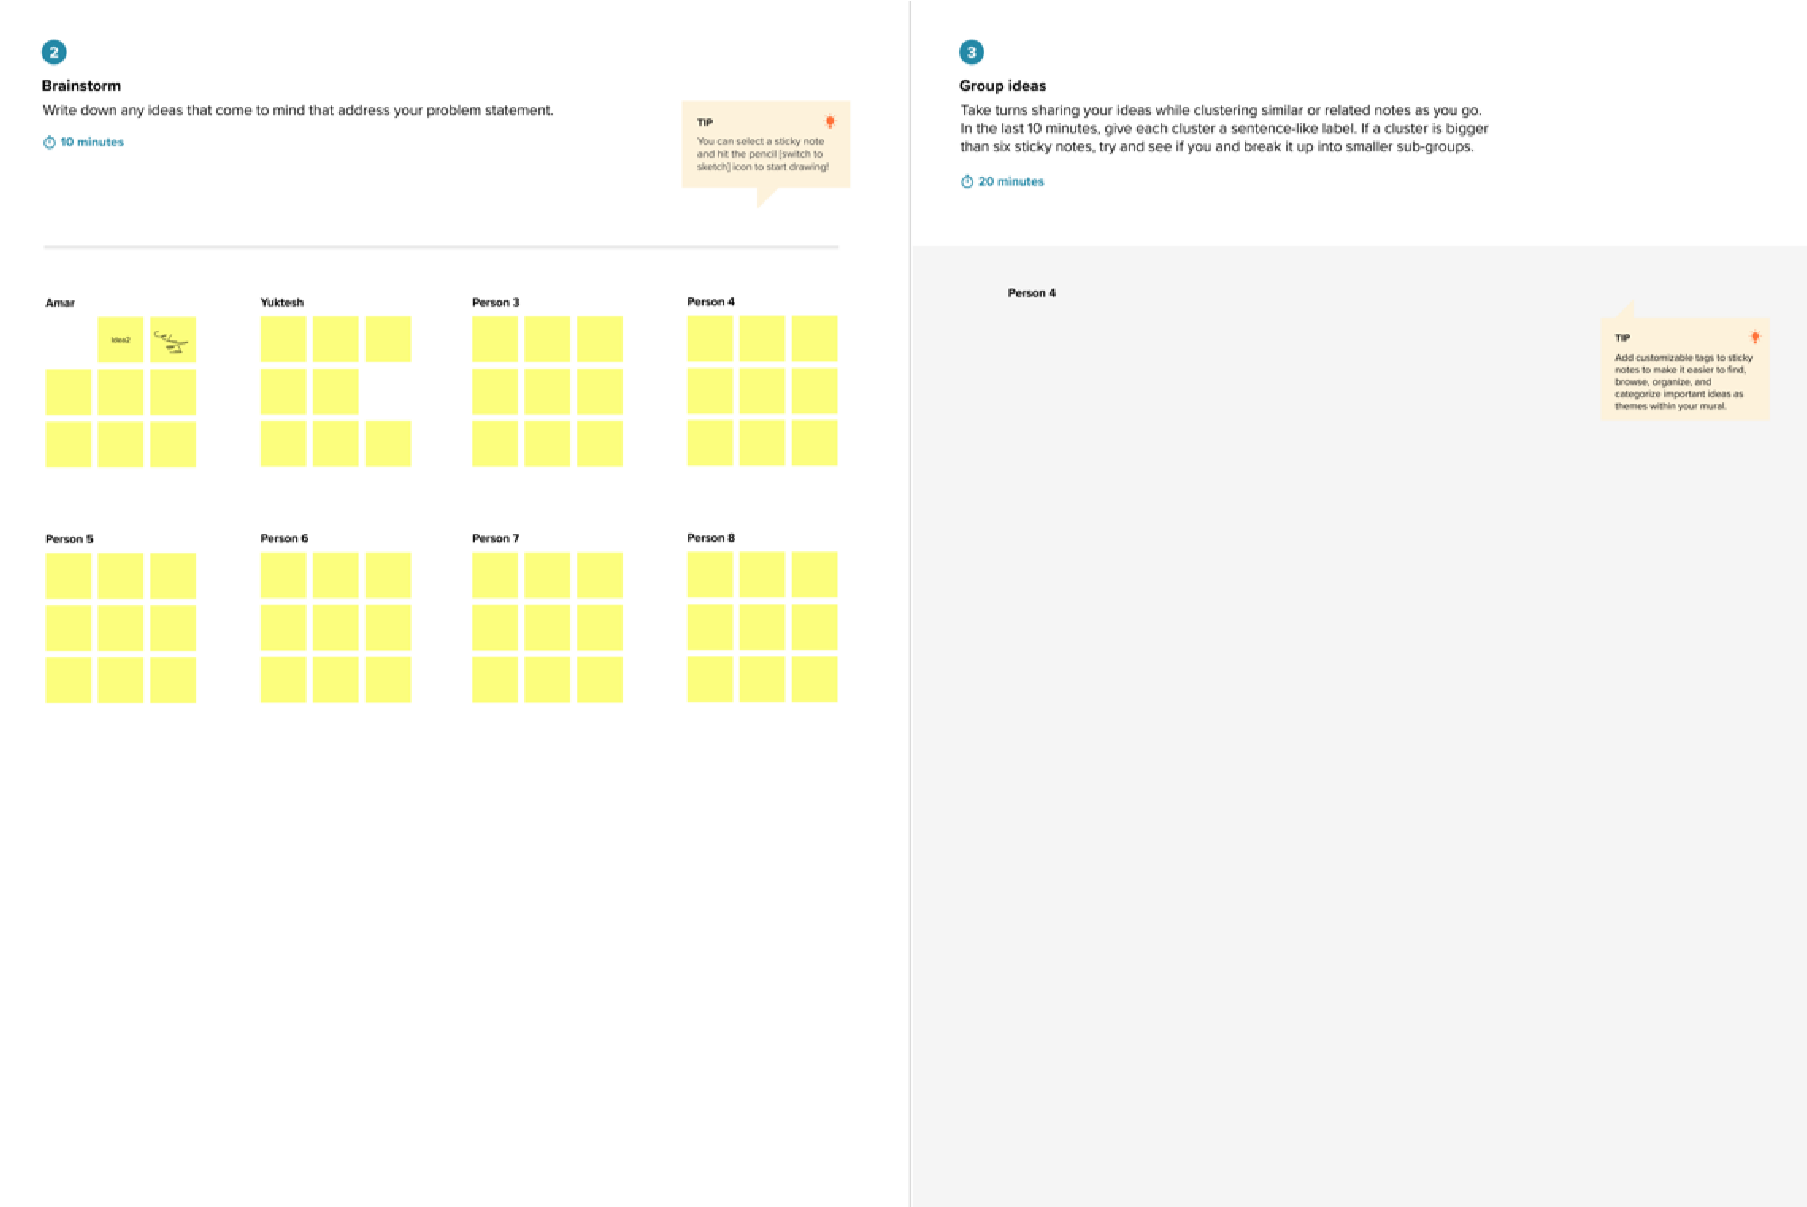 2
Brainstorm
Write down any ideas that come to mind that address your problem statement.
10 minutes
TIP
You can select a sticky note
and hit the pencil [switch to
sketch] icon to start drawing!
Amar
Yuktesh
Person 3
Person 4
Idea2
Person 5
Person 6
Person 7
Person 8
3
Group ideas
Take turns sharing your ideas while clustering similar or related notes as you go.
In the last 10 minutes, give each cluster a sentence-like label. If a cluster is bigger
than six sticky notes, try and see if you and break it up into smaller sub-groups.
20 minutes
Person 4
TIP
Add customizable tags to sticky
notes to make it easier to find,
browse, organize, and
categorize important ideas as
themes within your mural.